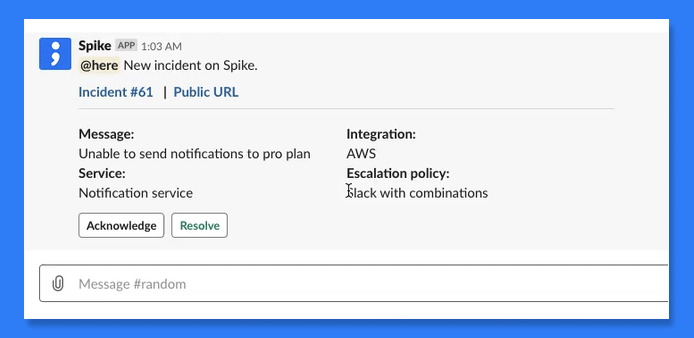 Spike APP 1:03 AM
@here New incident on Spike.
Incident #61 | Public URL
Message:
Unable to send notifications to pro plan
Service:
Notification service
Integration:
AWS
Escalation policy:
Slack with combinations
Acknowledge
Resolve
Message #random